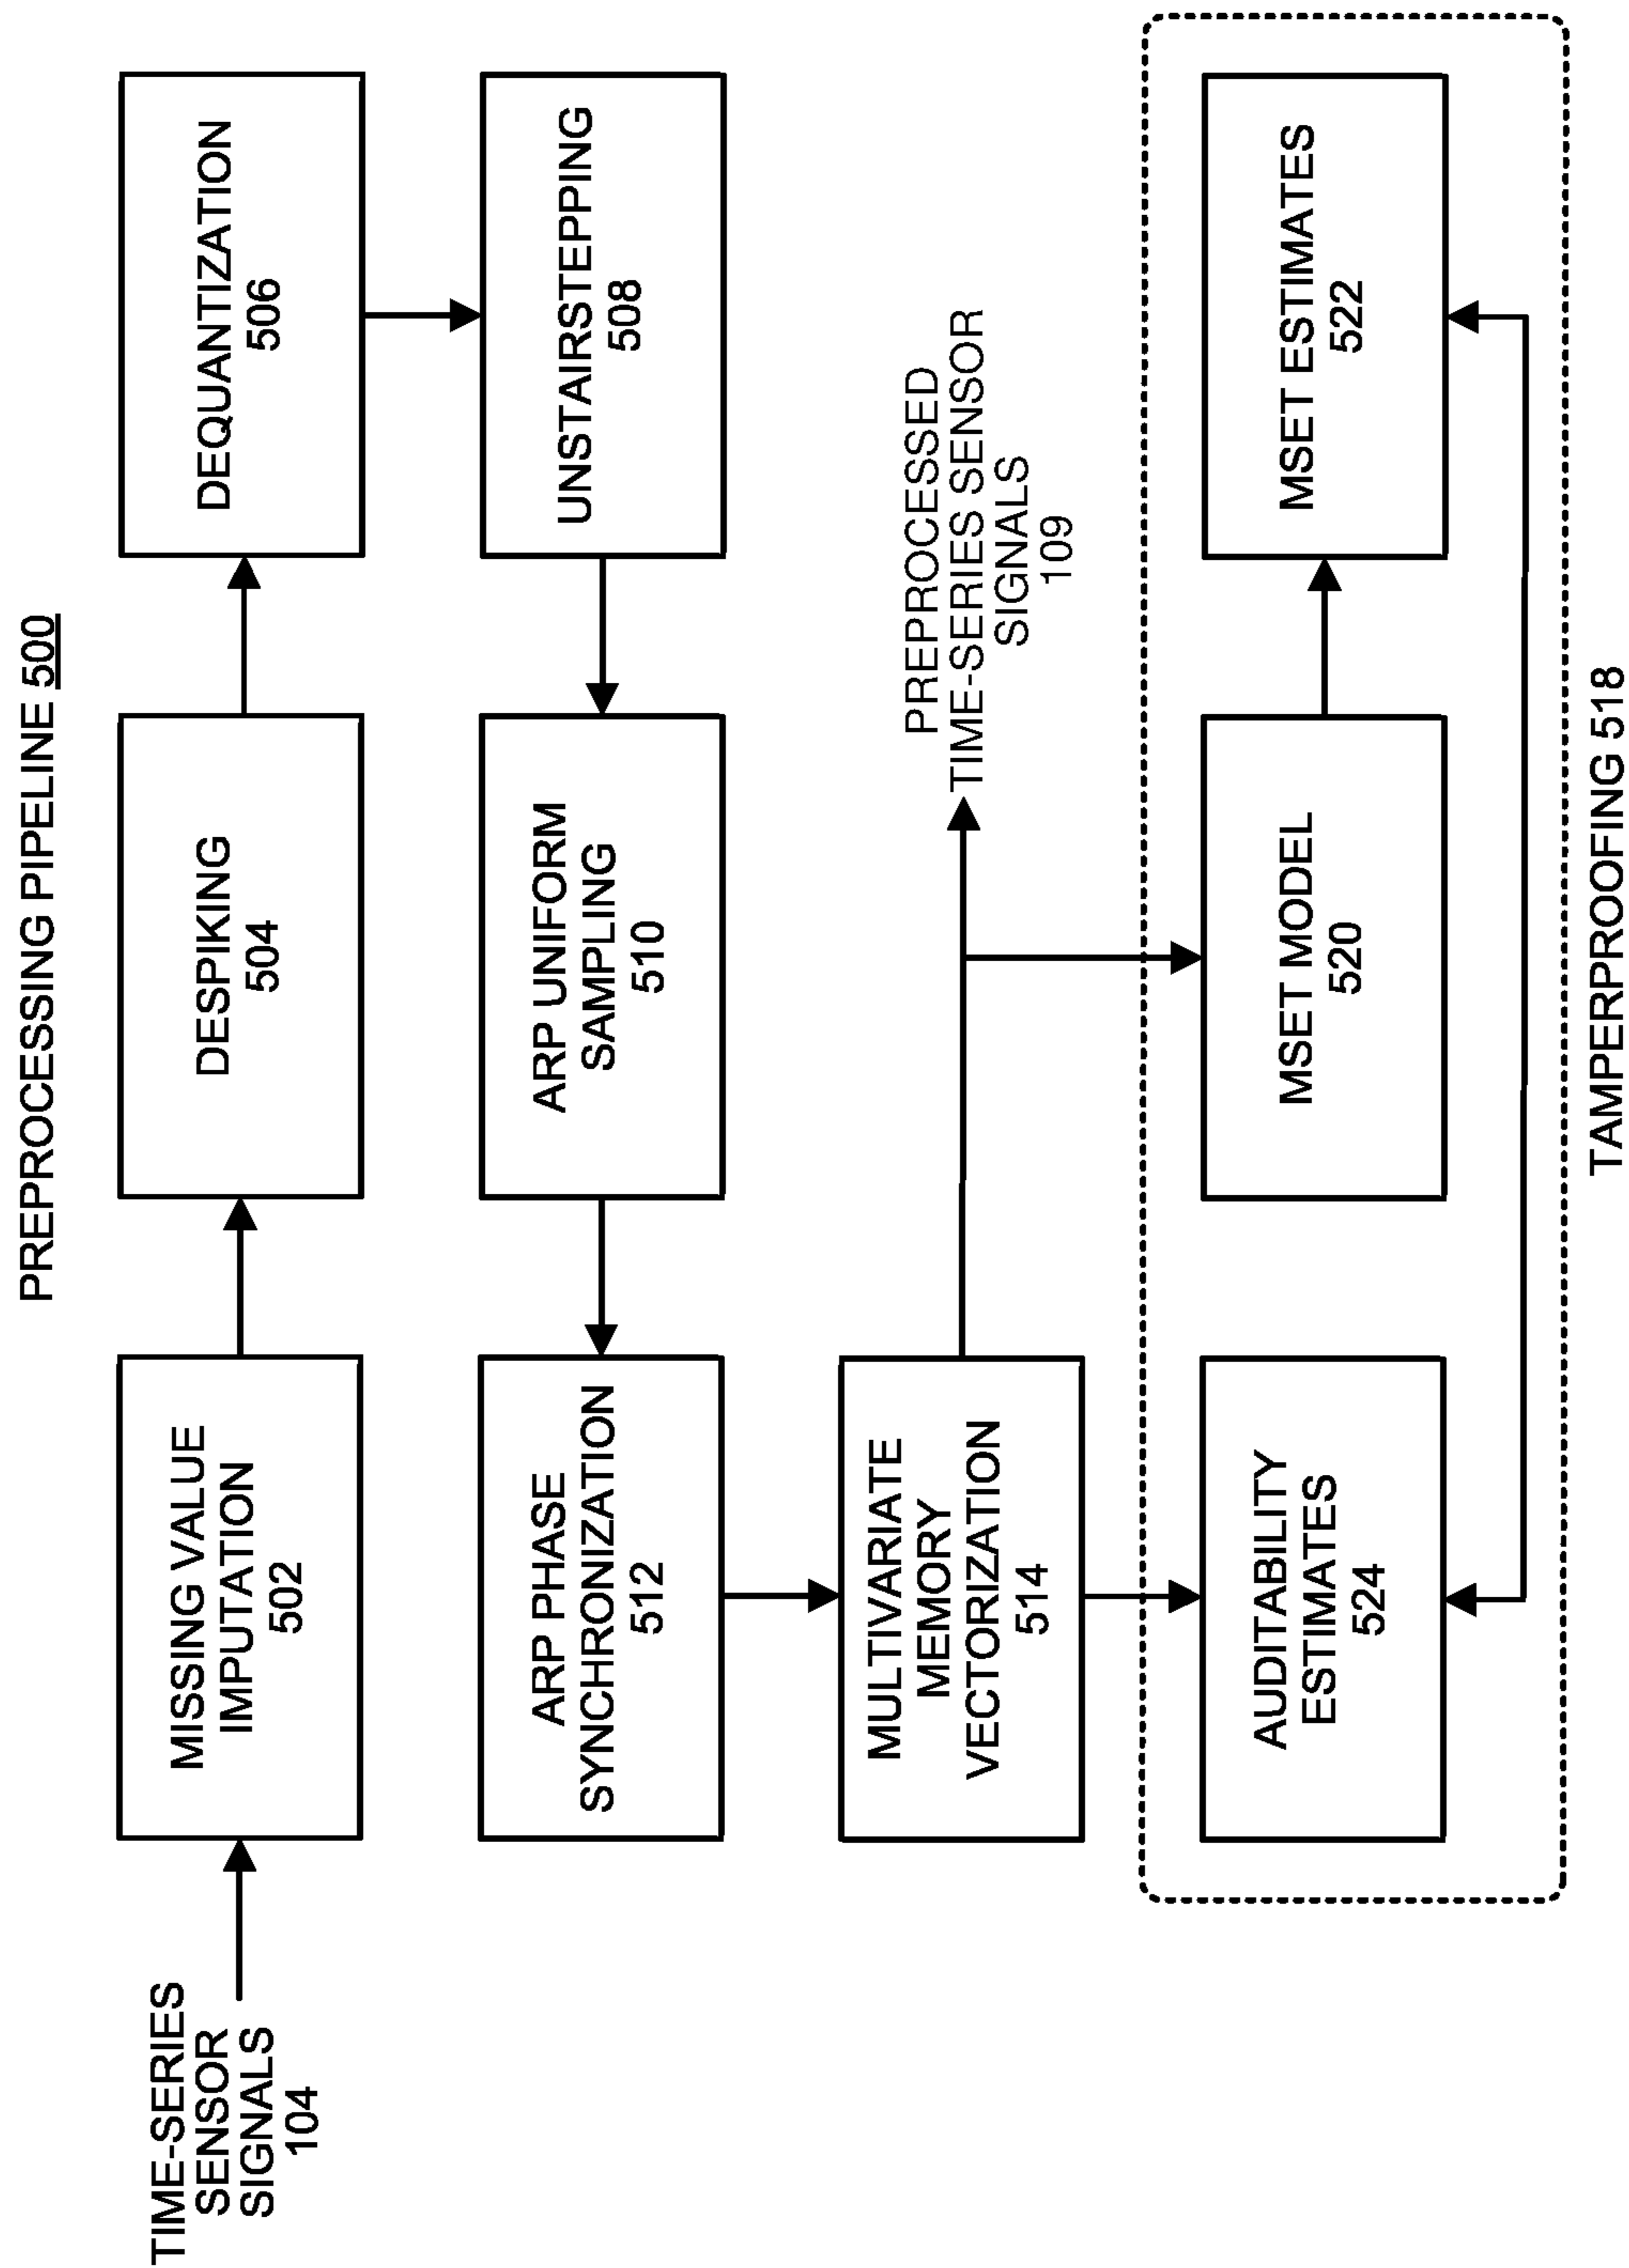 PREPROCESSING PIPELINE 500
TIME-SERIES
SENSOR
SIGNALS
104
MISSING VALUE
IMPUTATION
502
DESPIKING
504
DEQUANTIZATION
506
UNSTAIRSTEPPING
508
ARP UNIFORM
SAMPLING
510
ARP PHASE
SYNCHRONIZATION
512
MULTIVARIATE
MEMORY
VECTORIZATION
514
PREPROCESSED
TIME-SERIES SENSOR
SIGNALS
109
AUDITABILITY
ESTIMATES
524
MSET MODEL
520
MSET ESTIMATES
522
TAMPERPROOFING 518